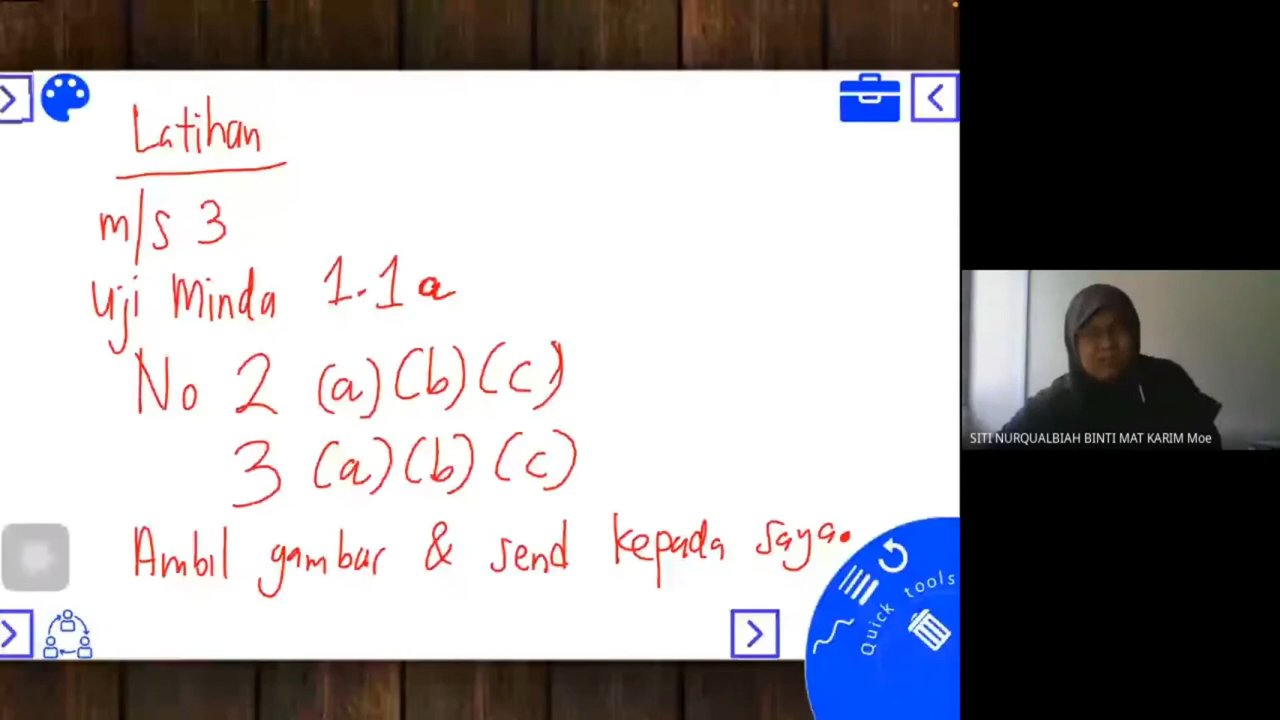 Latihan
m/s 3
Uji Minda 1.1a
No 2 (a) (b) (c)
3 (a) (b) (c)
Ambil gambar & send kepada saya.
Quick tools
SITI NURQUALBIAH BINTI MAT KARIM Moe